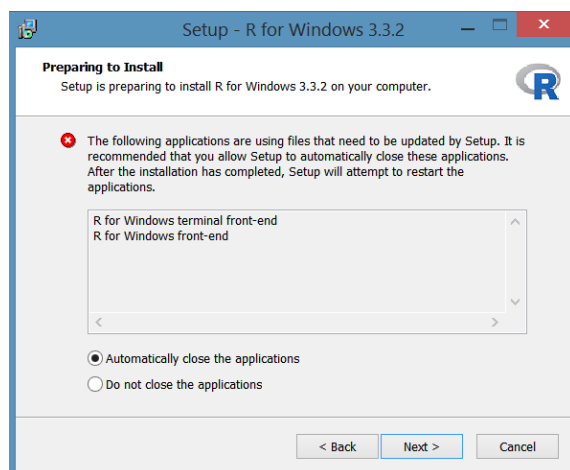 Setup - R for Windows 3.3.2
Preparing to Install
Setup is preparing to install R for Windows 3.3.2 on your computer.
R
The following applications are using files that need to be updated by Setup. It is
recommended that you allow Setup to automatically close these applications.
After the installation has completed, Setup will attempt to restart the
applications.
R for Windows terminal front-end
R for Windows front-end
Automatically close the applications
Do not close the applications
< Back Next > Cancel